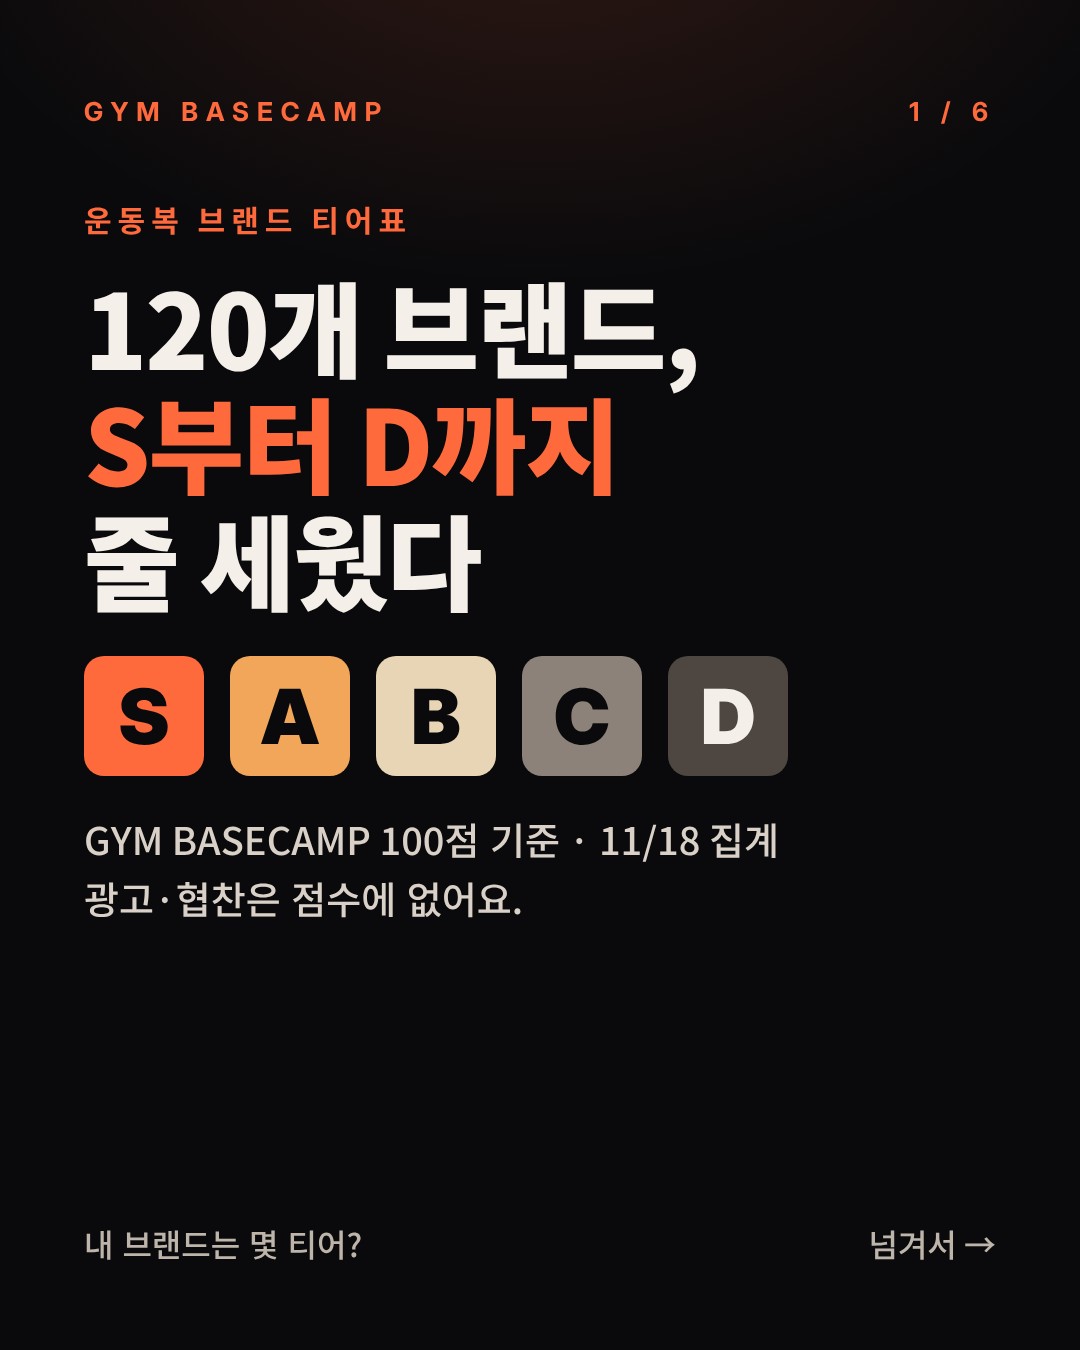 GYM BASECAMP
1 / 6
운동복 브랜드 티어표
120개 브랜드,
S부터 D까지
줄 세웠다
S A B C D
GYM BASECAMP 100점 기준 · 11/18 집계
광고·협찬은 점수에 없어요.
내 브랜드는 몇 티어?
넘겨서 →